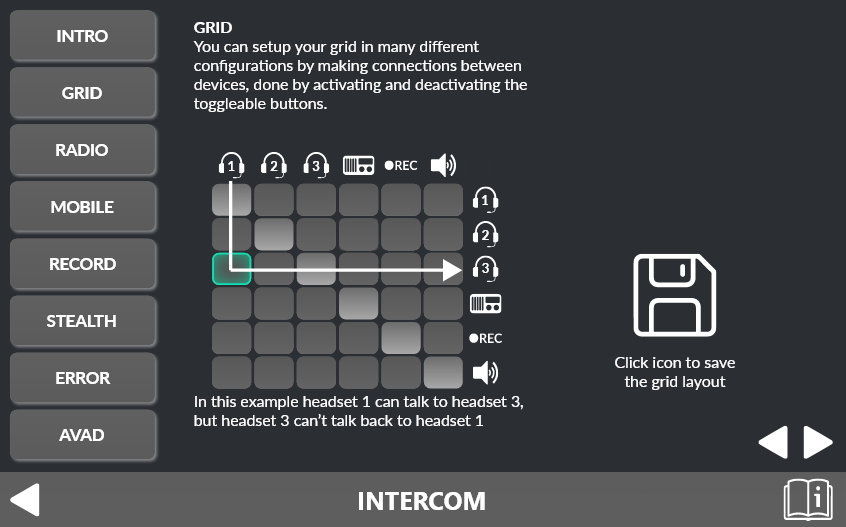 INTRO
GRID
RADIO
MOBILE
RECORD
STEALTH
ERROR
AVAD
GRID
You can setup your grid in many different
configurations by making connections between
devices, done by activating and deactivating the
toggleable buttons.
1 2 3 REC
1
2
3
REC
In this example headset 1 can talk to headset 3,
but headset 3 can't talk back to headset 1
Click icon to save
the grid layout
INTERCOM
i